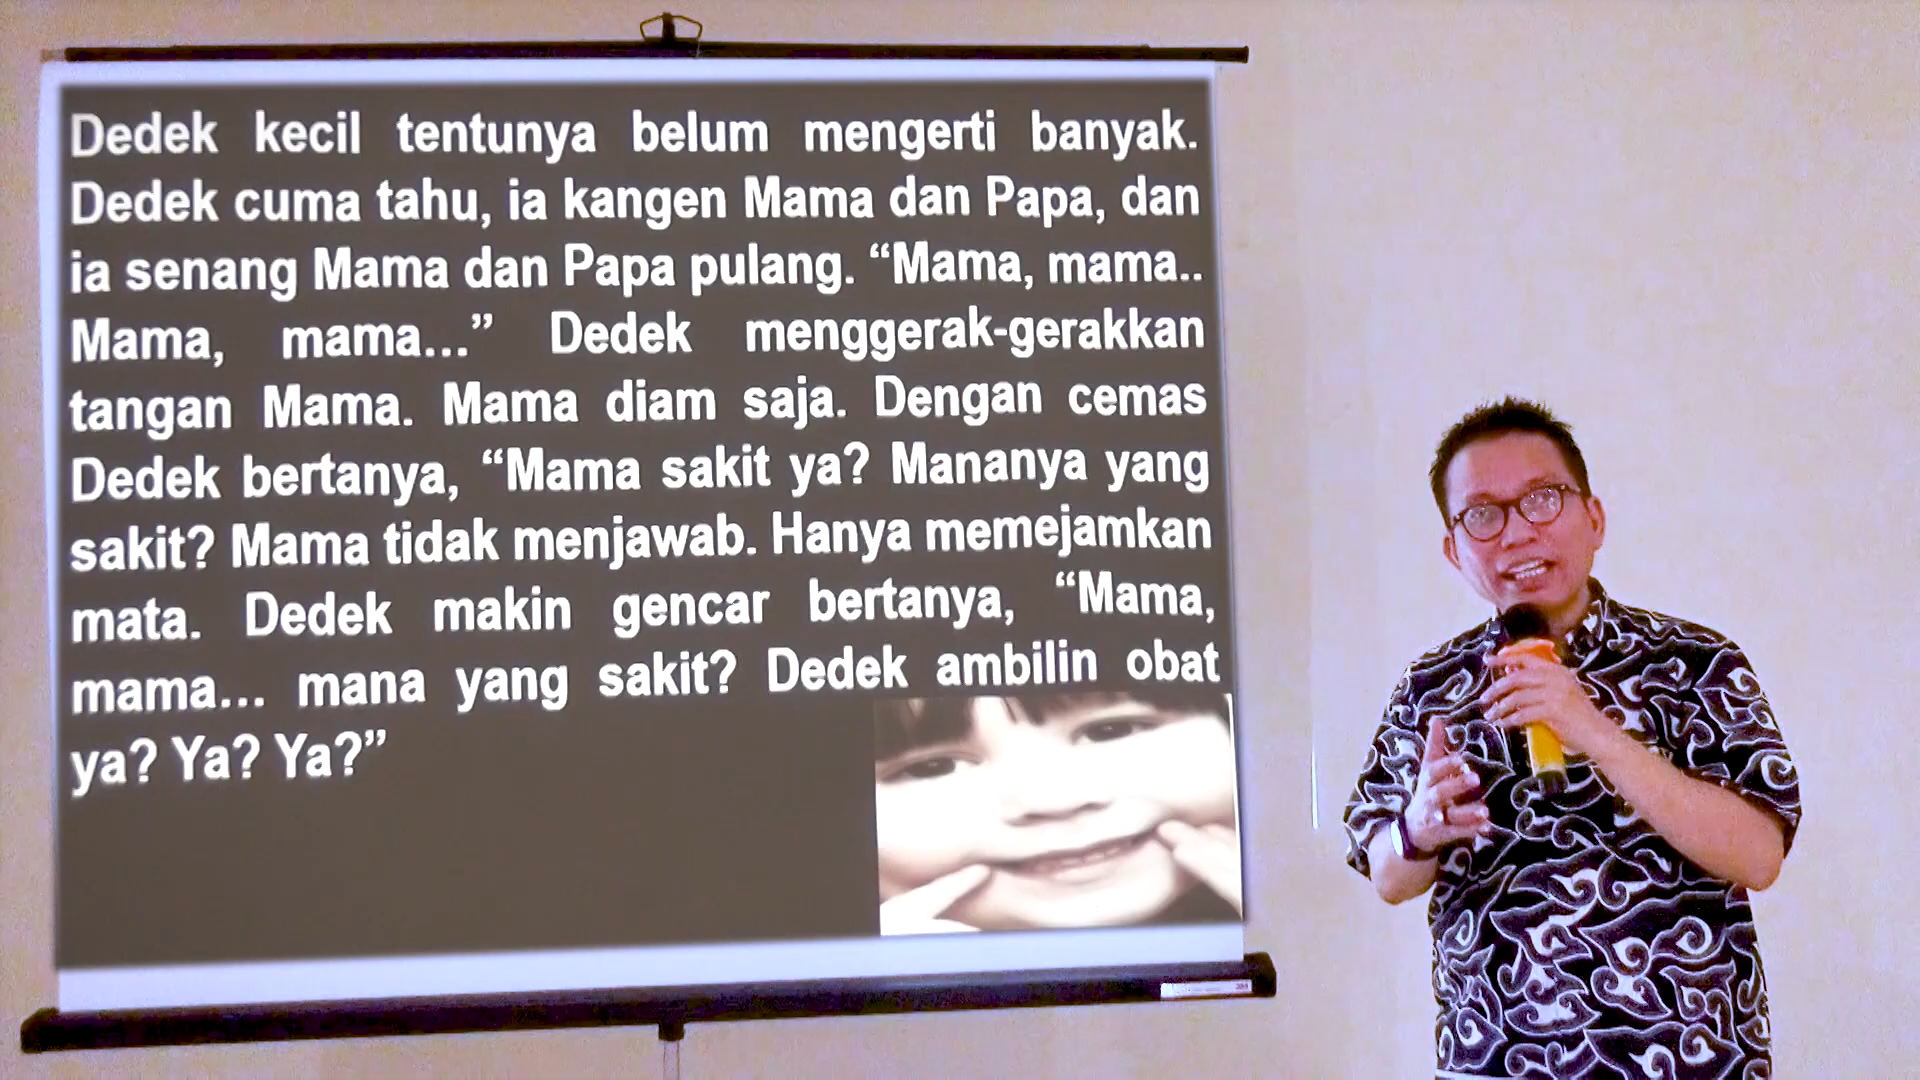 Dedek kecil tentunya belum mengerti banyak.
Dedek cuma tahu, ia kangen Mama dan Papa, dan
ia senang Mama dan Papa pulang. “Mama, mama..
Mama, mama...” Dedek menggerak-gerakkan
tangan Mama. Mama diam saja. Dengan cemas
Dedek bertanya, “Mama sakit ya? Mananya yang
sakit? Mama tidak menjawab. Hanya memejamkan
mata. Dedek makin gencar bertanya, “Mama,
mama... mana yang sakit? Dedek ambilin obat
ya? Ya? Ya?”